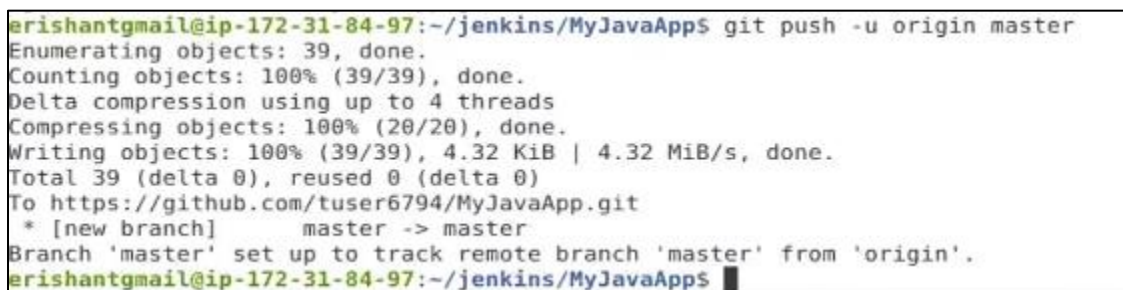 erishantgmail@ip-172-31-84-97:~/jenkins/MyJavaApp$ git push -u origin master
Enumerating objects: 39, done.
Counting objects: 100% (39/39), done.
Delta compression using up to 4 threads
Compressing objects: 100% (20/20), done.
Writing objects: 100% (39/39), 4.32 KiB | 4.32 MiB/s, done.
Total 39 (delta 0), reused 0 (delta 0)
To https://github.com/tuser6794/MyJavaApp.git
 * [new branch]      master -> master
Branch 'master' set up to track remote branch 'master' from 'origin'.
erishantgmail@ip-172-31-84-97:~/jenkins/MyJavaApp$